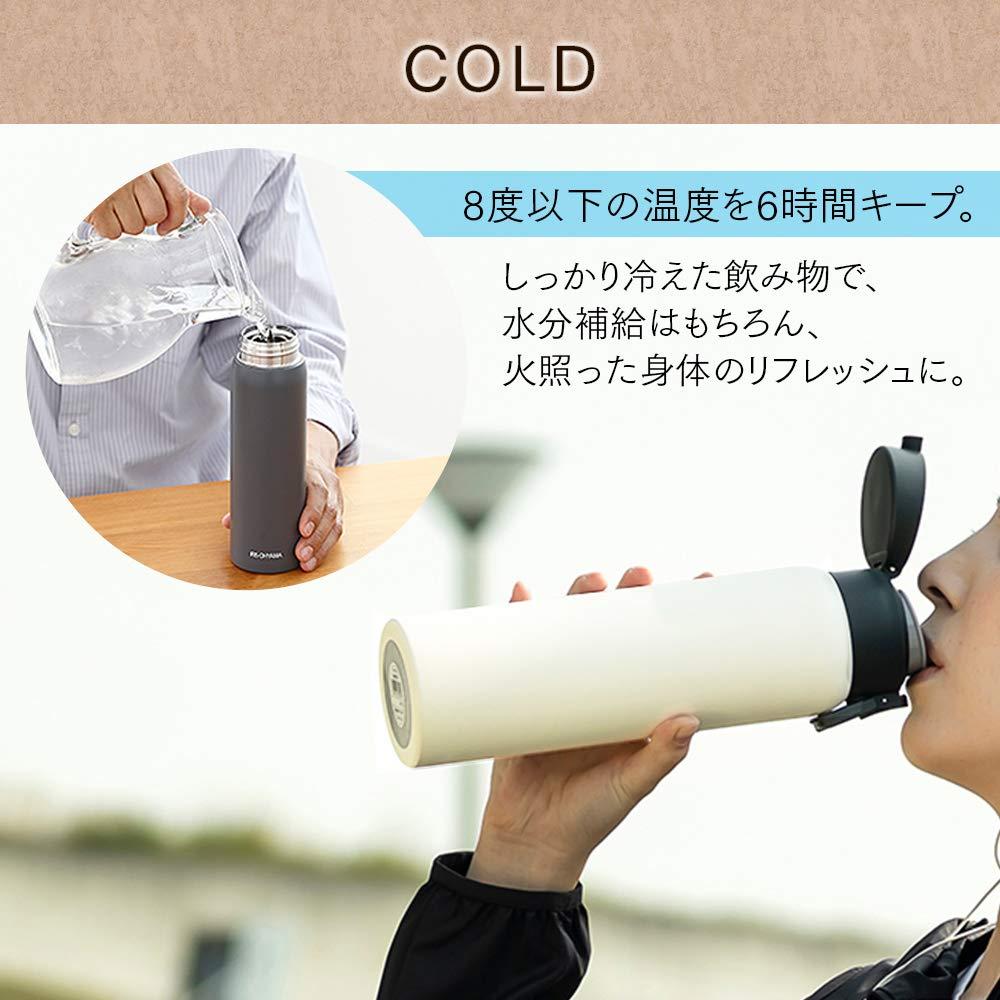 COLD
8度以下の温度を6時間キープ。
しっかり冷えた飲み物で、
水分補給はもちろん、
火照った身体のリフレッシュに。
IRIS OHYAMA